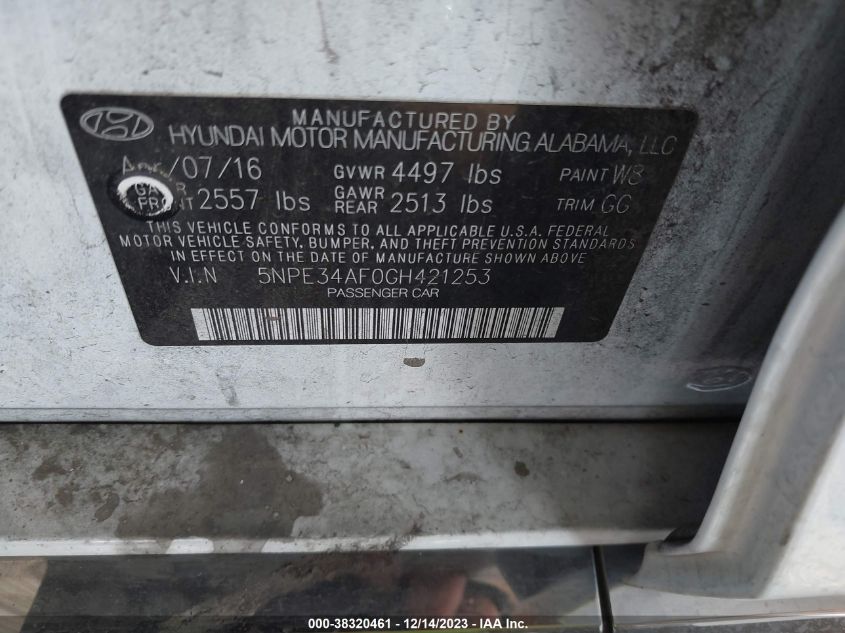 MANUFACTURED BY
HYUNDAI MOTOR MANUFACTURING ALABAMA, LLC
/07/16 GVWR 4497 lbs PAINT W8
2557 lbs GAWR REAR 2513 lbs TRIM GG
THIS VEHICLE CONFORMS TO ALL APPLICABLE U.S.A. FEDERAL
MOTOR VEHICLE SAFETY, BUMPER, AND THEFT PREVENTION STANDARDS
IN EFFECT ON THE DATE OF MANUFACTURE SHOWN ABOVE.
V.I.N 5NPE34AF0GH421253
PASSENGER CAR
000-38320461 - 12/14/2023 - © IAA Inc.